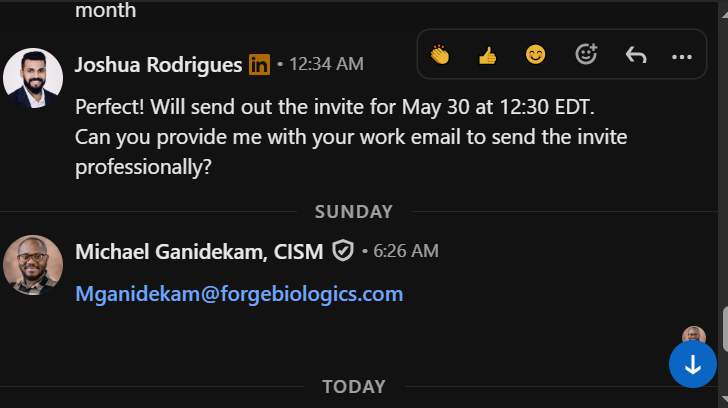 month
Joshua Rodrigues in • 12:34 AM
Perfect! Will send out the invite for May 30 at 12:30 EDT.
Can you provide me with your work email to send the invite
professionally?
SUNDAY
Michael Ganidekam, CISM • 6:26 AM
Mganidekam@forgebiologics.com
TODAY